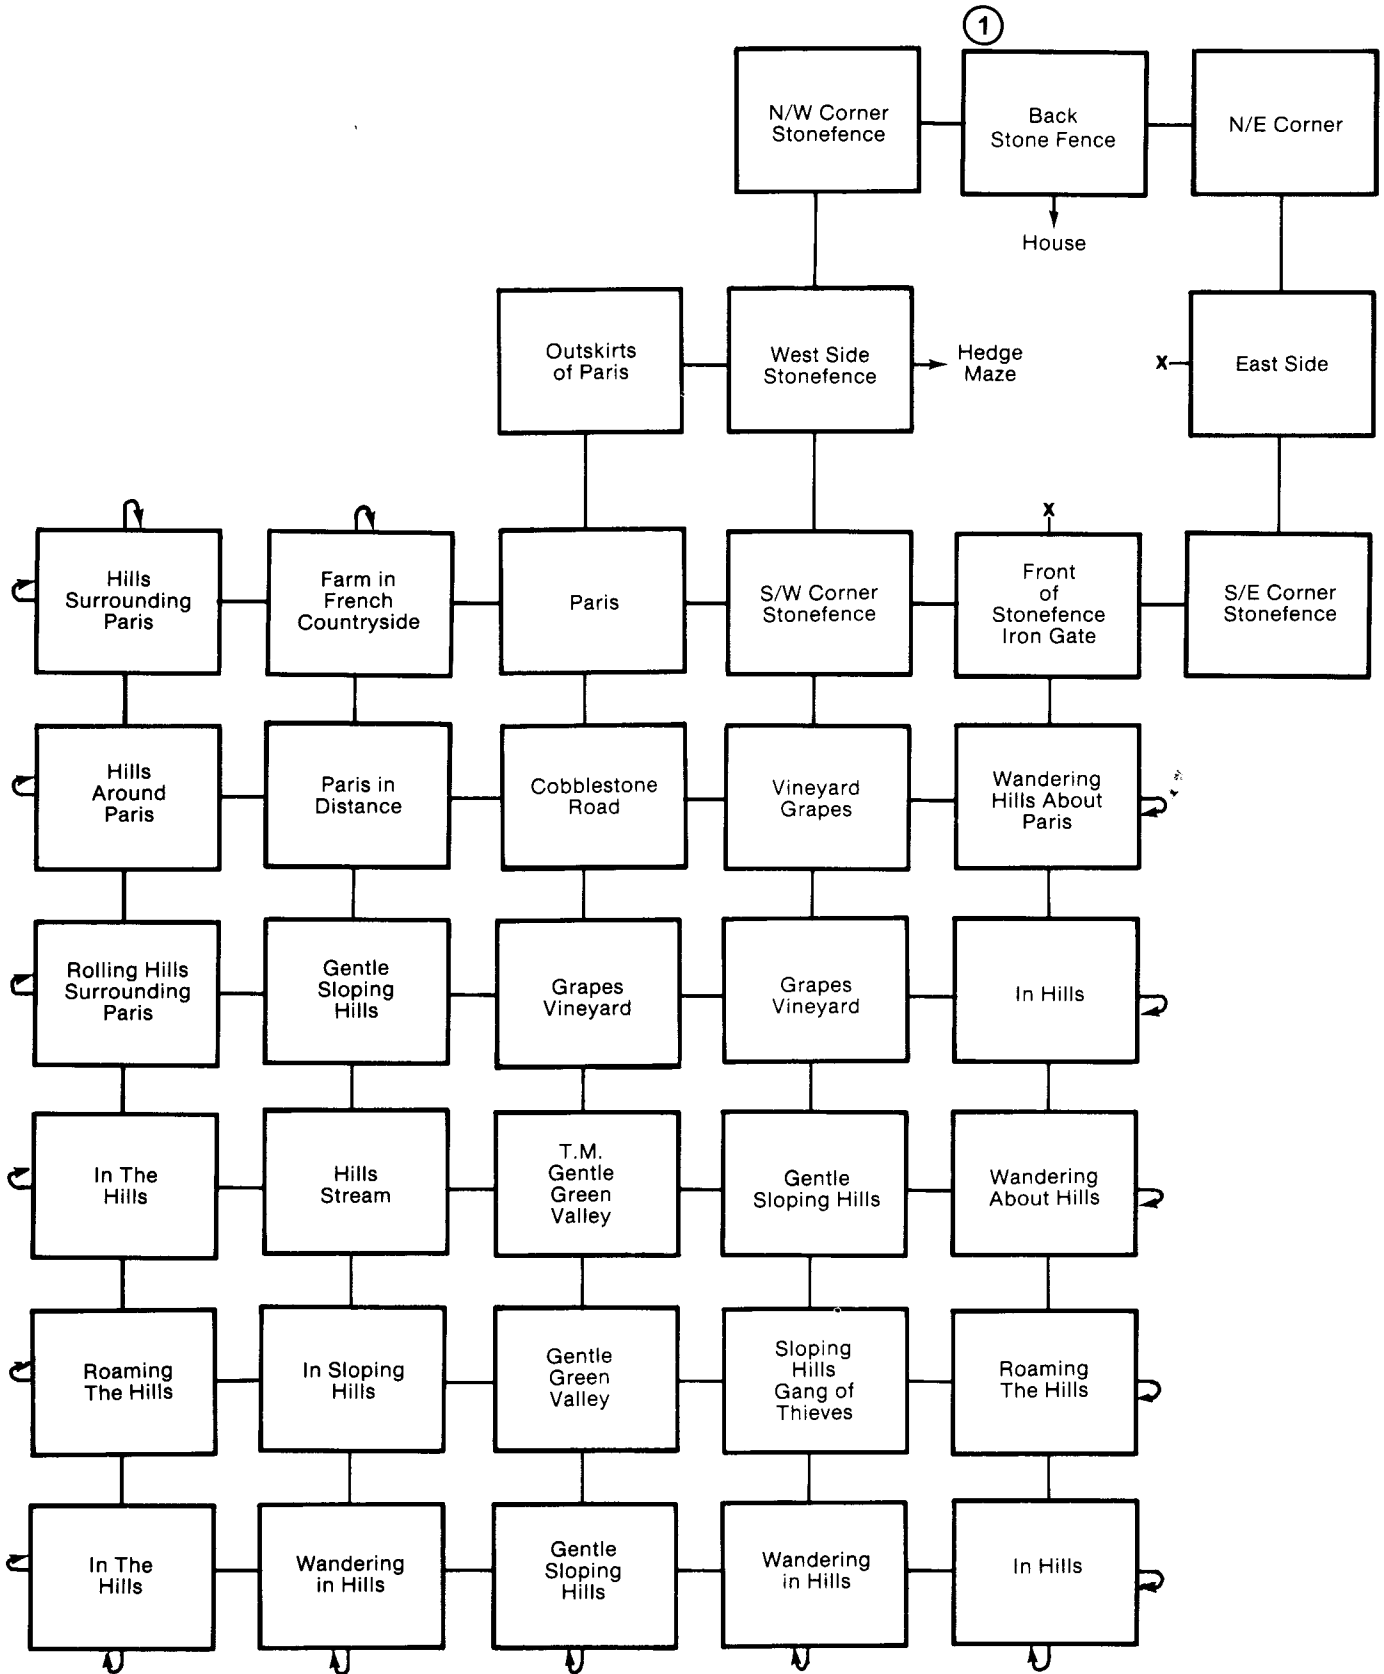 1
N/W Corner
Stonefence
Back
Stone Fence
N/E Corner
House
Outskirts
of Paris
West Side
Stonefence
Hedge
Maze
x
East Side
Hills
Surrounding
Paris
Farm in
French
Countryside
Paris
S/W Corner
Stonefence
x
Front
of
Stonefence
Iron Gate
S/E Corner
Stonefence
Hills
Around
Paris
Paris in
Distance
Cobblestone
Road
Vineyard
Grapes
Wandering
Hills About
Paris
Rolling Hills
Surrounding
Paris
Gentle
Sloping
Hills
Grapes
Vineyard
Grapes
Vineyard
In Hills
In The
Hills
Hills
Stream
T.M.
Gentle
Green
Valley
Gentle
Sloping Hills
Wandering
About Hills
Roaming
The Hills
In Sloping
Hills
Gentle
Green
Valley
Sloping
Hills
Gang of
Thieves
Roaming
The Hills
In The
Hills
Wandering
in Hills
Gentle
Sloping
Hills
Wandering
in Hills
In Hills